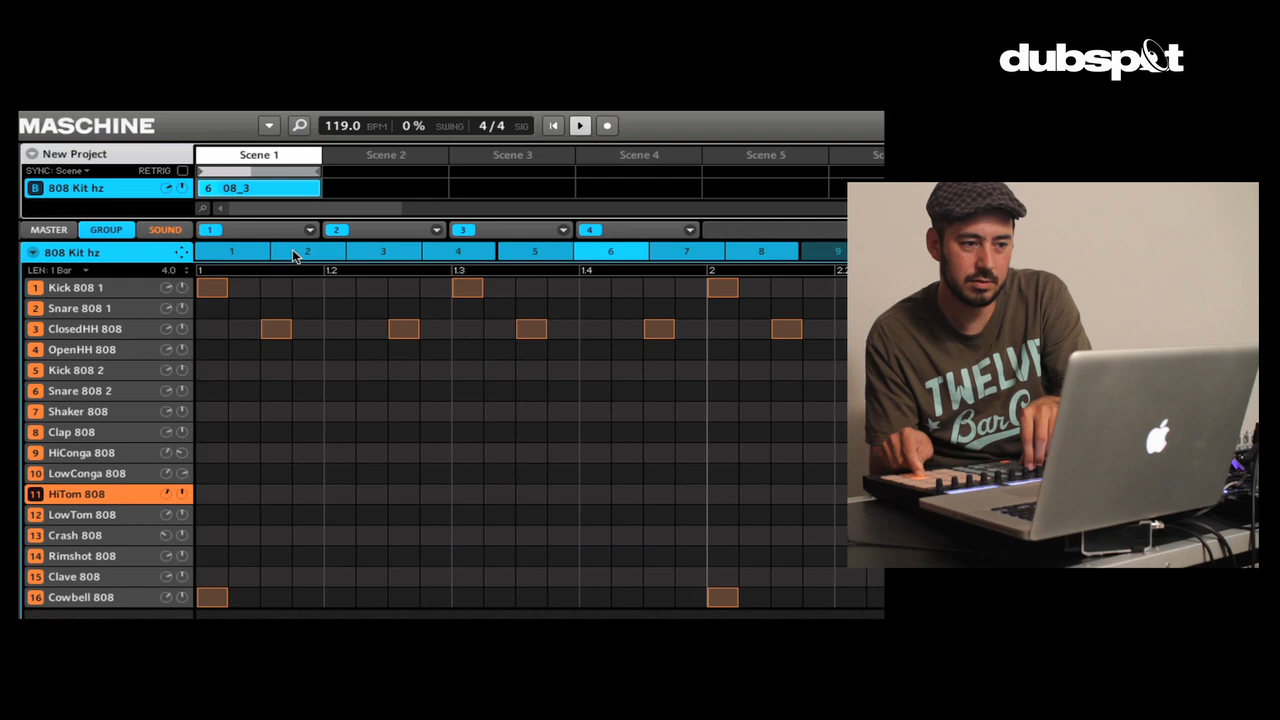 dubspot
MASCHINE
119.0 BPM 0% SWING 4/4 SIG
New Project
Scene 1 Scene 2 Scene 3 Scene 4 Scene 5 Sc
SYNC: Scene RETRIG
B 808 Kit hz 6 08_3
MASTER GROUP SOUND 1 2 3 4
808 Kit hz 1 2 3 4 5 6 7 8 9
LEN: 1 Bar 4.0 1 1.2 1.3 1.4 2 2.2
1 Kick 808 1
2 Snare 808 1
3 ClosedHH 808
4 OpenHH 808
5 Kick 808 2
6 Snare 808 2
7 Shaker 808
8 Clap 808
9 HiConga 808
10 LowConga 808
11 HiTom 808
12 LowTom 808
13 Crash 808
14 Rimshot 808
15 Clave 808
16 Cowbell 808
TWELVE
Bar